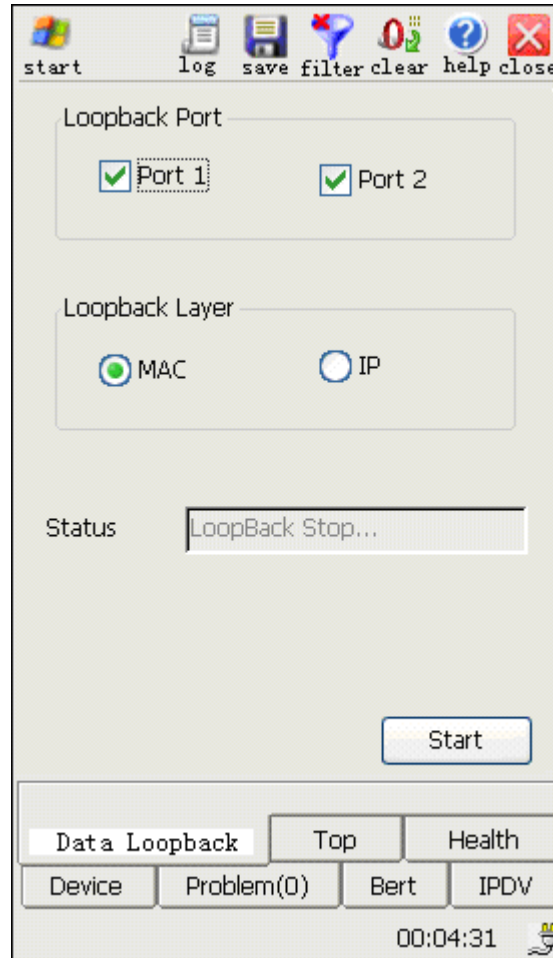 start log save filter clear help close
Loopback Port
Port 1 Port 2
Loopback Layer
MAC IP
Status LoopBack Stop...
Start
Data Loopback Top Health
Device Problem(0) Bert IPDV
00:04:31